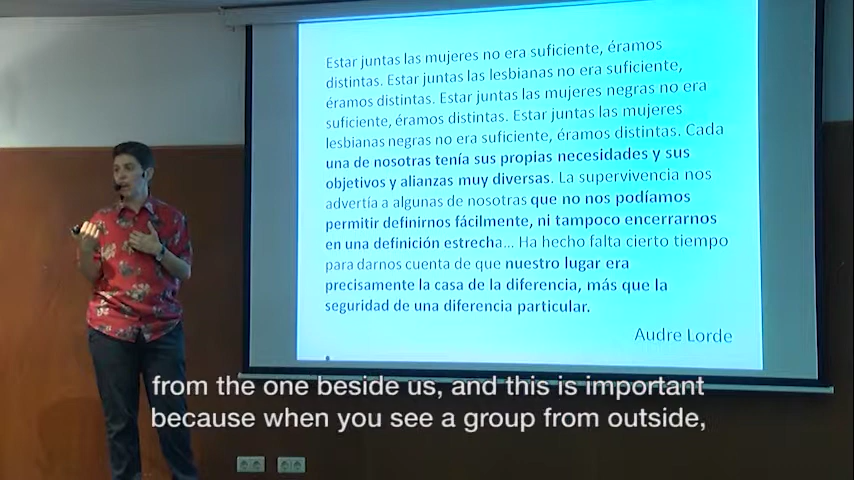 Estar juntas las mujeres no era suficiente, éramos
distintas. Estar juntas las lesbianas no era suficiente,
éramos distintas. Estar juntas las mujeres negras no era
suficiente, éramos distintas. Estar juntas las mujeres
lesbianas negras no era suficiente, éramos distintas. Cada
una de nosotras tenía sus propias necesidades y sus
objetivos y alianzas muy diversas. La supervivencia nos
advertía a algunas de nosotras que no nos podíamos
permitir definirnos fácilmente, ni tampoco encerrarnos
en una definición estrecha... Ha hecho falta cierto tiempo
para darnos cuenta de que nuestro lugar era
precisamente la casa de la diferencia, más que la
seguridad de una diferencia particular.
Audre Lorde
from the one beside us, and this is important
because when you see a group from outside,